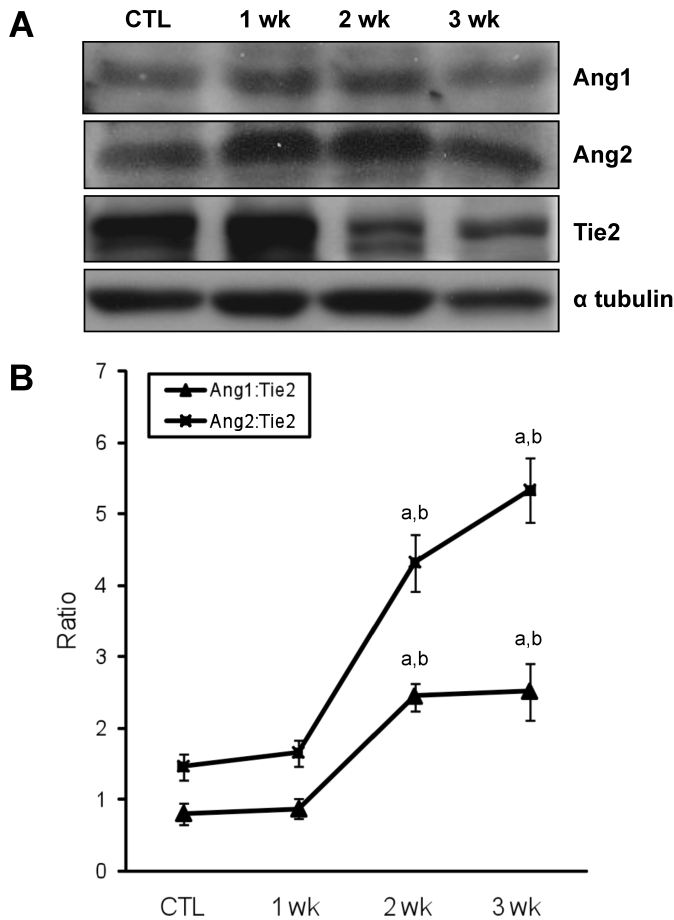 A
CTL 1 wk 2 wk 3 wk
Ang1
Ang2
Tie2
α tubulin
B
7
Ang1:Tie2
Ang2:Tie2
6
a,b
5
a,b
4
Ratio
3
a,b
a,b
2
1
0
CTL 1 wk 2 wk 3 wk